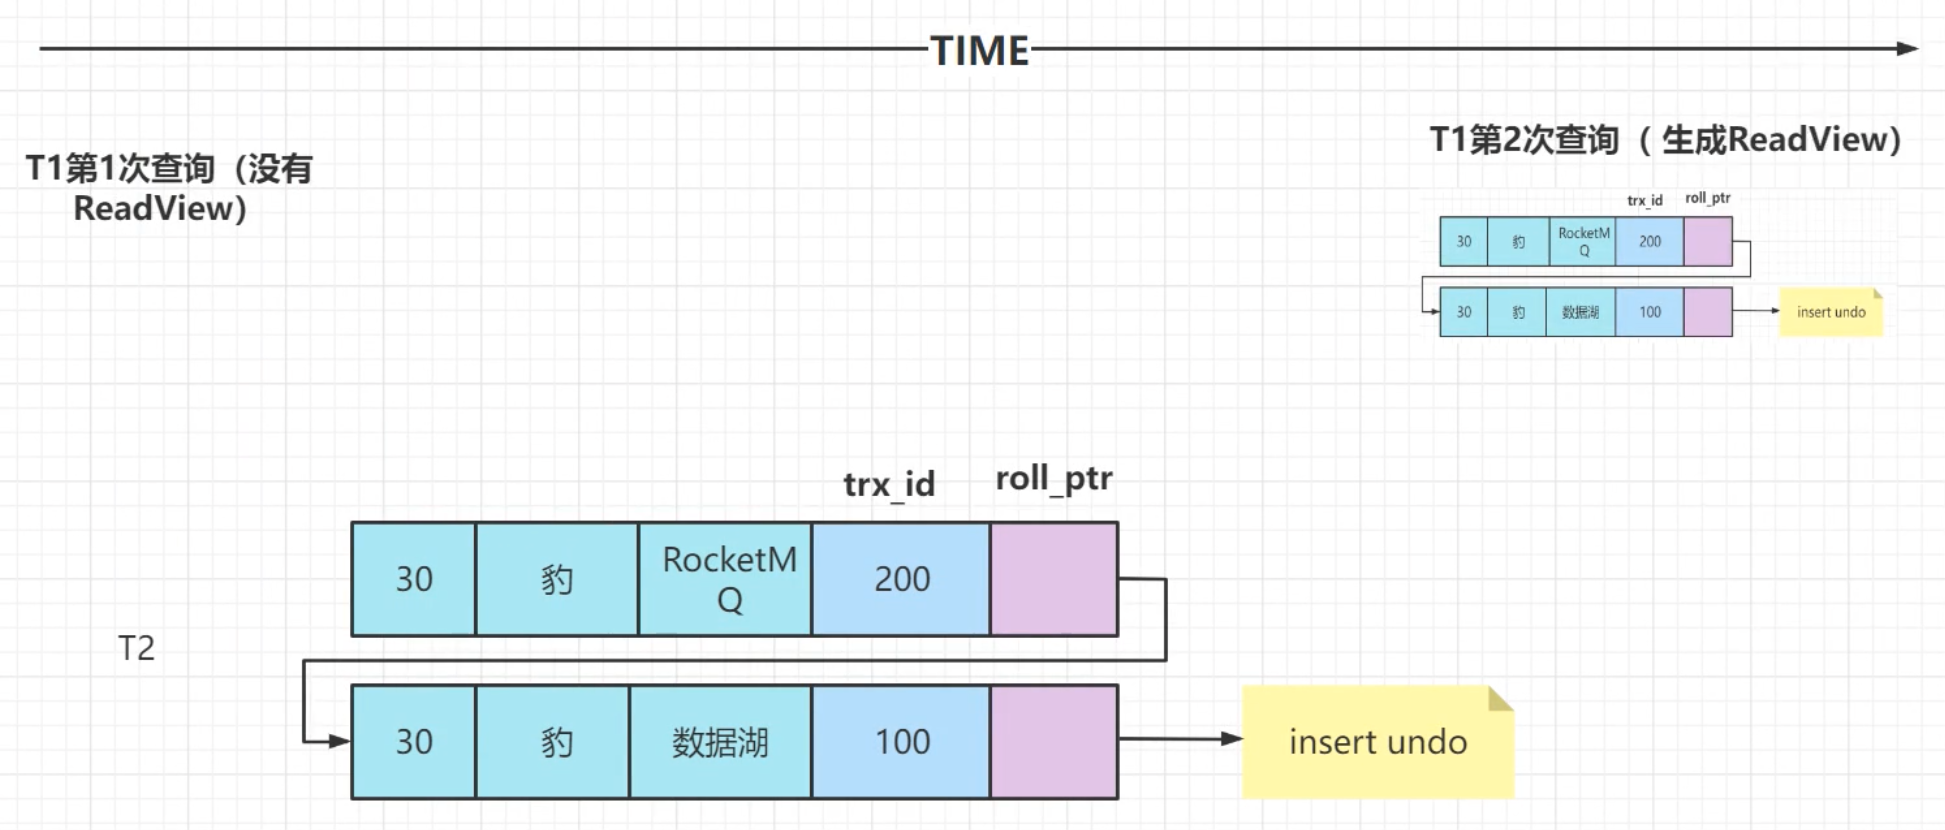 TIME
T1第1次查询（没有
ReadView）
T1第2次查询（ 生成ReadView）
trx_id roll_ptr
30 豹 RocketM
Q 200
30 豹 数据湖 100 insert undo
trx_id roll_ptr
30 豹 RocketM
Q 200
T2
30 豹 数据湖 100 insert undo